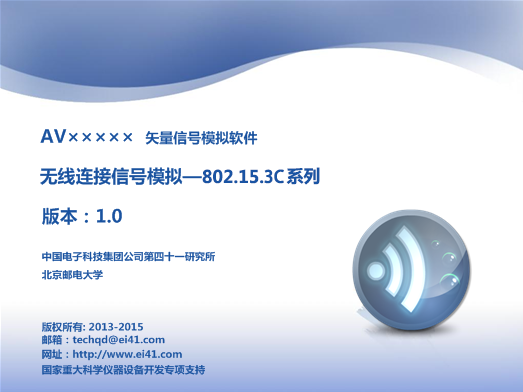 AV××××× 矢量信号模拟软件
无线连接信号模拟—802.15.3C系列
版本：1.0
中国电子科技集团公司第四十一研究所
北京邮电大学
版权所有: 2013-2015
邮箱：techqd@ei41.com
网址：http://www.ei41.com
国家重大科学仪器设备开发专项支持